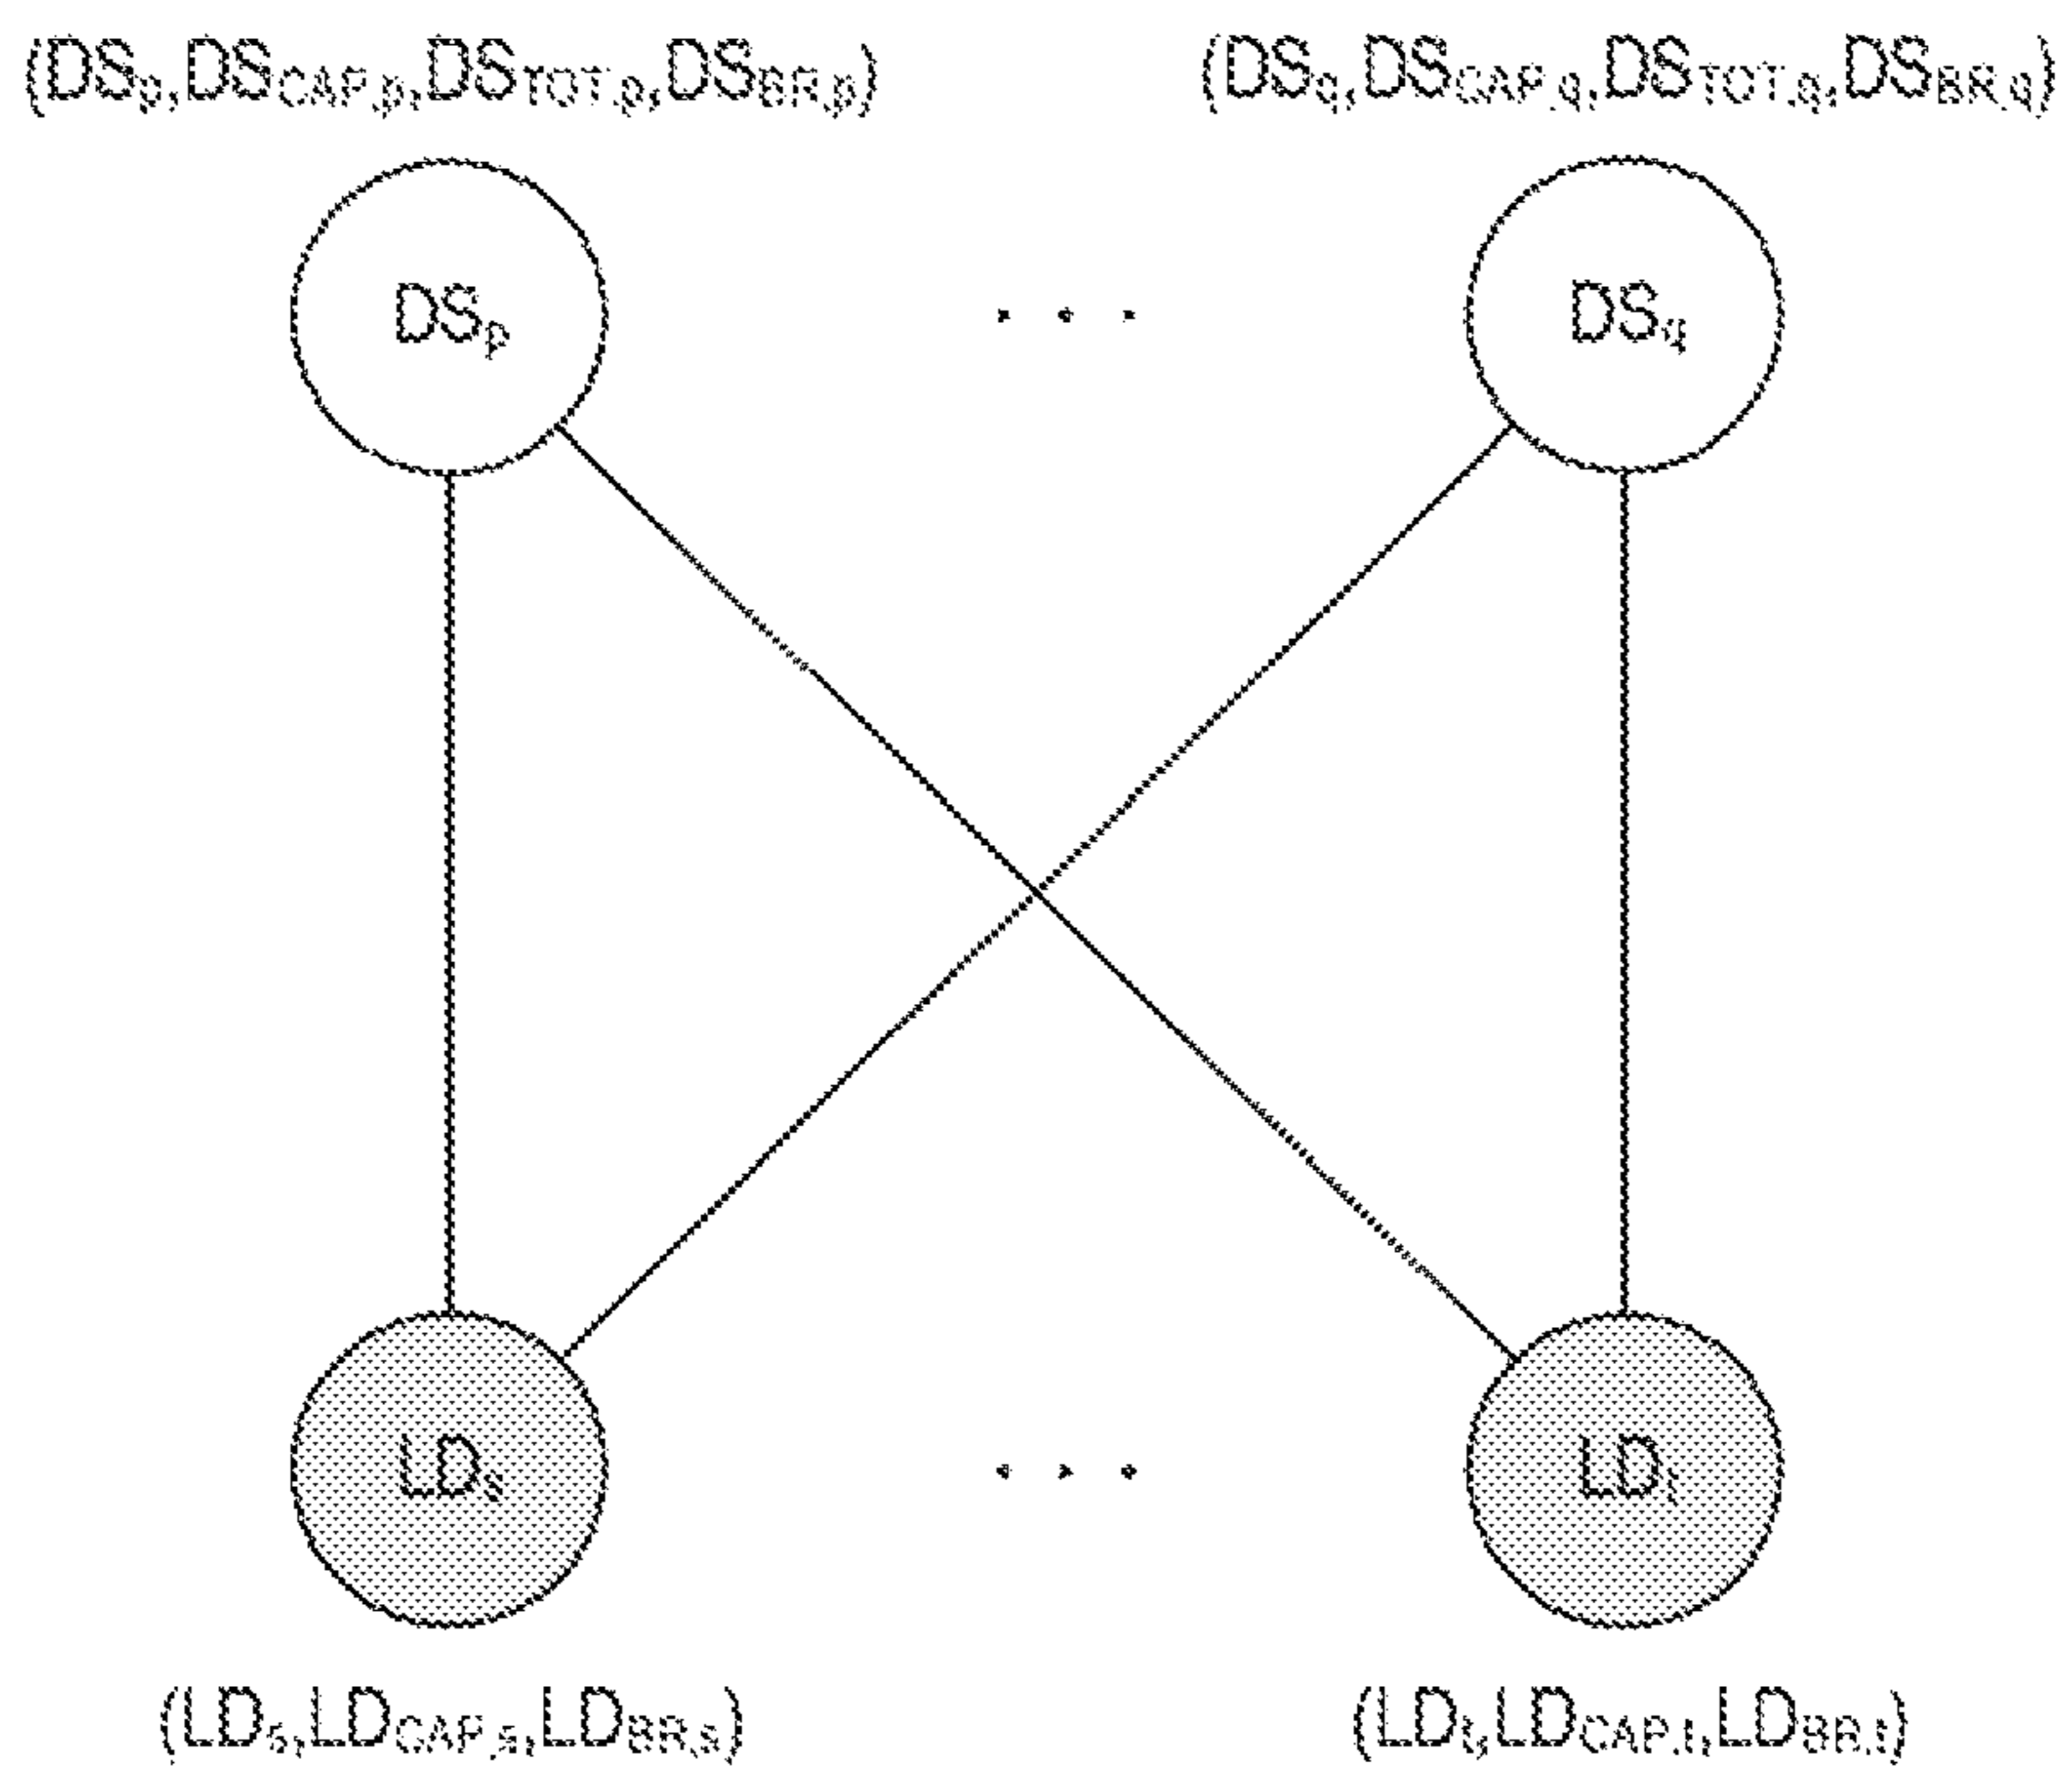 (DSp,DSCAP,p,DSTOT,p,DSBR,p) (DSq,DSCAP,q,DSTOT,q,DSBR,q)
DSp . . . DSq
LDs . . . LDt
(LDs,LDCAP,s,LDBR,s) (LDt,LDCAP,t,LDBR,t)